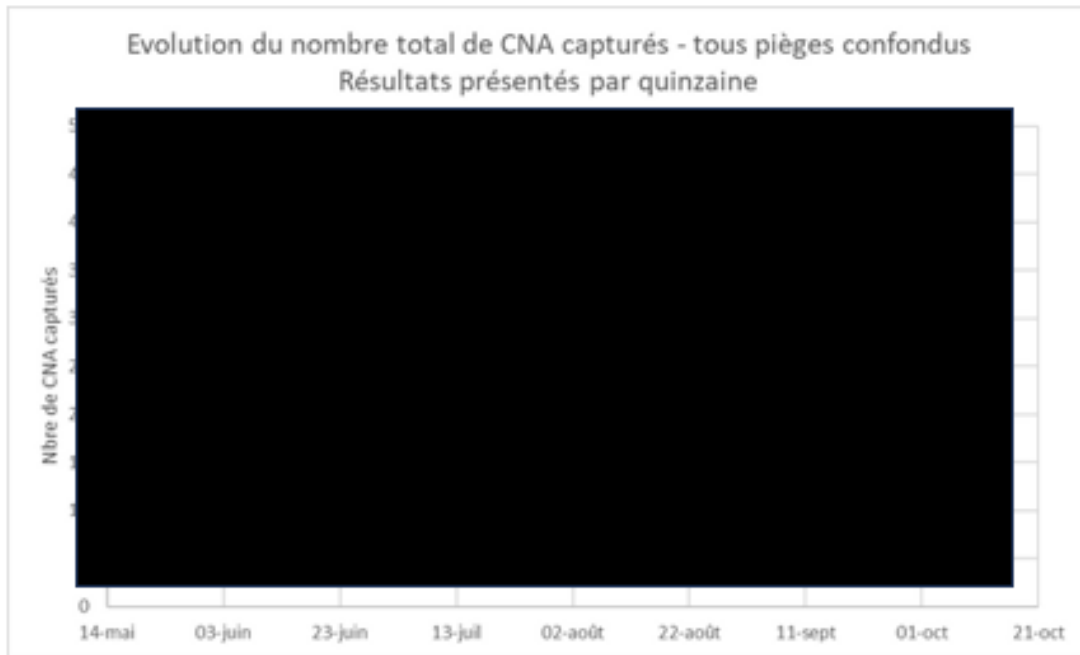 Evolution du nombre total de CNA capturés - tous pièges confondus
Résultats présentés par quinzaine
Nbre de CNA capturés
0
14-mai 03-juin 23-juin 13-juil 02-août 22-août 11-sept 01-oct 21-oct